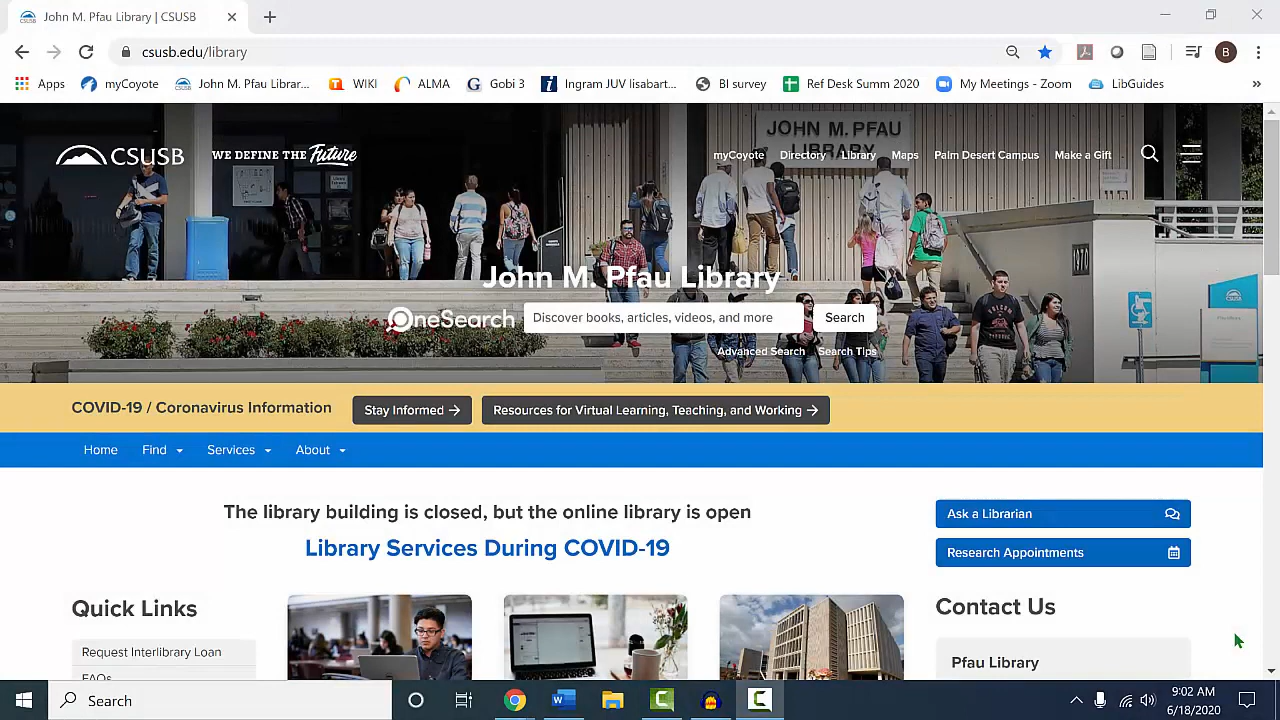 John M. Pfau Library | CSUSB
csusb.edu/library
B
Apps myCoyote John M. Pfau Librar... WIKI ALMA Gobi 3 Ingram JUV lisabart... BI survey Ref Desk Summ 2020 My Meetings - Zoom LibGuides »
JOHN M. PFAU
LIBRARY
CSUSB WE DEFINE THE Future myCoyote Directory Library Maps Palm Desert Campus Make a Gift
John M. Pfau Library
OneSearch Discover books, articles, videos, and more Search
Advanced Search Search Tips
COVID-19 / Coronavirus Information Stay Informed → Resources for Virtual Learning, Teaching, and Working →
Home Find Services About
The library building is closed, but the online library is open
Library Services During COVID-19
Ask a Librarian
Research Appointments
Quick Links
Request Interlibrary Loan
FAQs
Contact Us
Pfau Library
Search
9:02 AM
6/18/2020